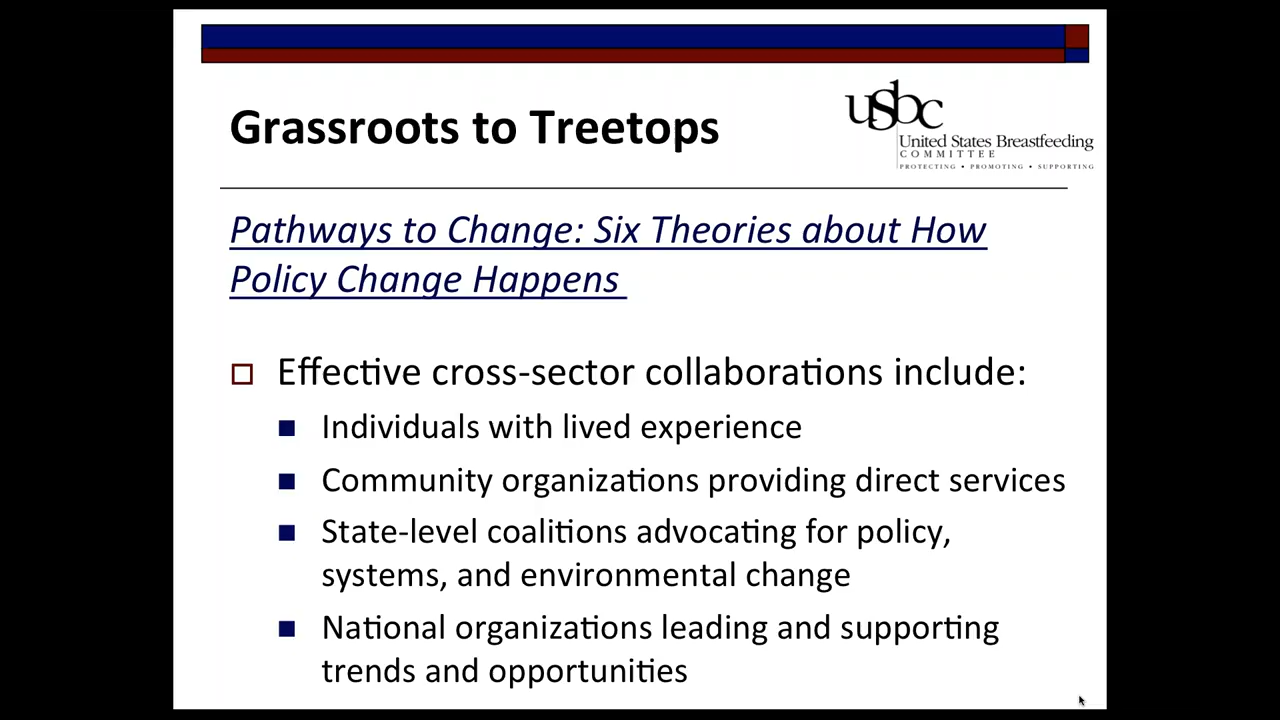 Grassroots to Treetops
usbc
United States Breastfeeding
COMMITTEE
PROTECTING • PROMOTING • SUPPORTING
Pathways to Change: Six Theories about How
Policy Change Happens
Effective cross-sector collaborations include:
Individuals with lived experience
Community organizations providing direct services
State-level coalitions advocating for policy,
systems, and environmental change
National organizations leading and supporting
trends and opportunities